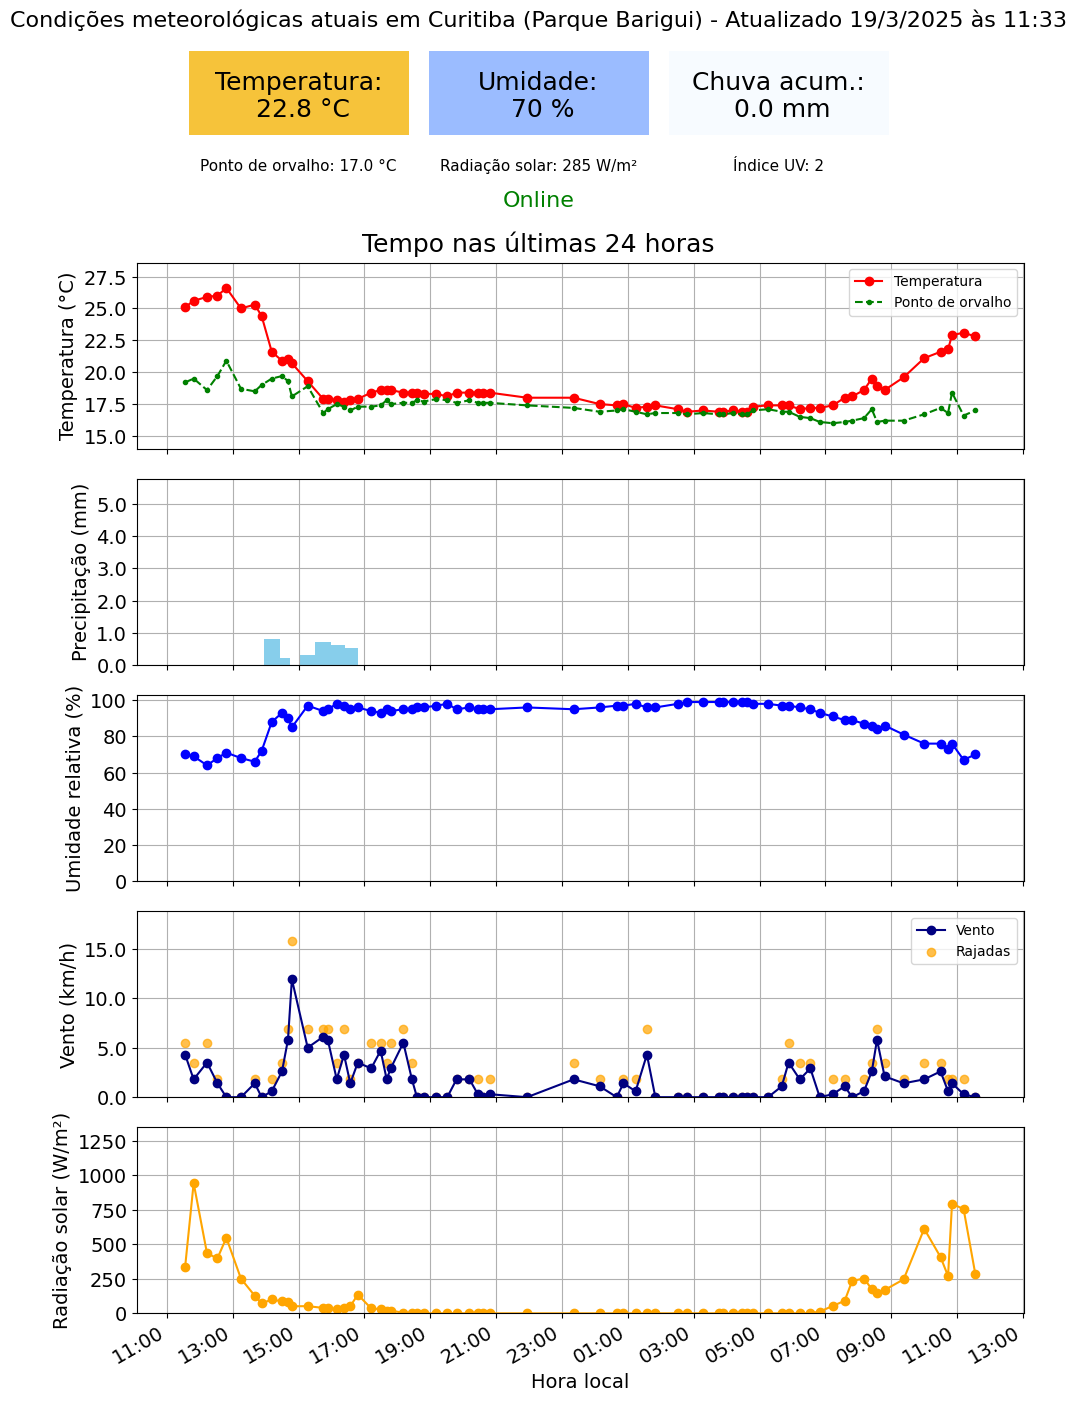 Condições meteorológicas atuais em Curitiba (Parque Barigui) - Atualizado 19/3/2025 às 11:33
Temperatura:
22.8 °C
Umidade:
70 %
Chuva acum.:
0.0 mm
Ponto de orvalho: 17.0 °C
Radiação solar: 285 W/m²
Índice UV: 2
Online
Tempo nas últimas 24 horas
Temperatura (°C)
27.5
25.0
22.5
20.0
17.5
15.0
Temperatura
Ponto de orvalho
Precipitação (mm)
5.0
4.0
3.0
2.0
1.0
0.0
Umidade relativa (%)
100
80
60
40
20
0
Vento (km/h)
15.0
10.0
5.0
0.0
Vento
Rajadas
Radiação solar (W/m²)
1250
1000
750
500
250
0
11:00
13:00
15:00
17:00
19:00
21:00
23:00
01:00
03:00
05:00
07:00
09:00
11:00
13:00
Hora local